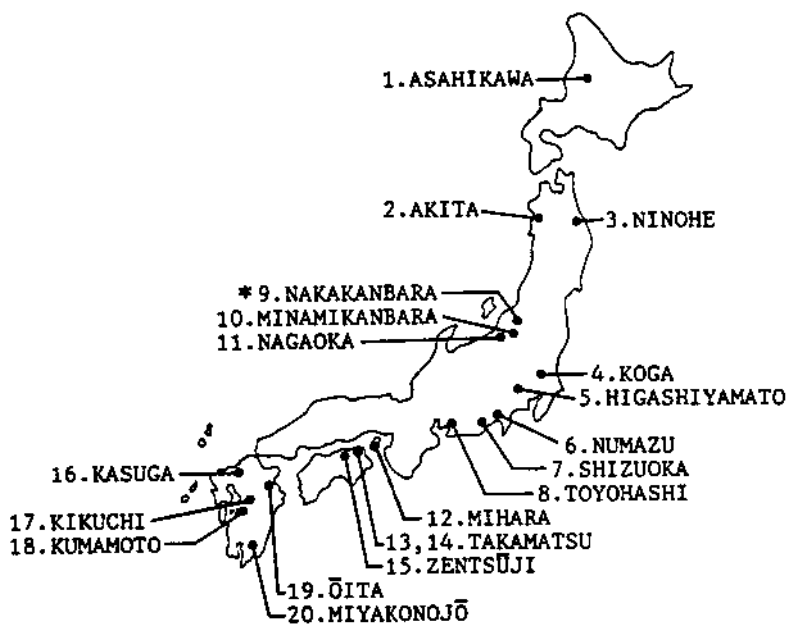 1.ASAHIKAWA
2.AKITA
3.NINOHE
*9.NAKAKANBARA
10.MINAMIKANBARA
11.NAGAOKA
4.KOGA
5.HIGASHIYAMATO
6.NUMAZU
7.SHIZUOKA
8.TOYOHASHI
16.KASUGA
17.KIKUCHI
18.KUMAMOTO
12.MIHARA
13,14.TAKAMATSU
15.ZENTSŪJI
19.ŌITA
20.MIYAKONOJŌ